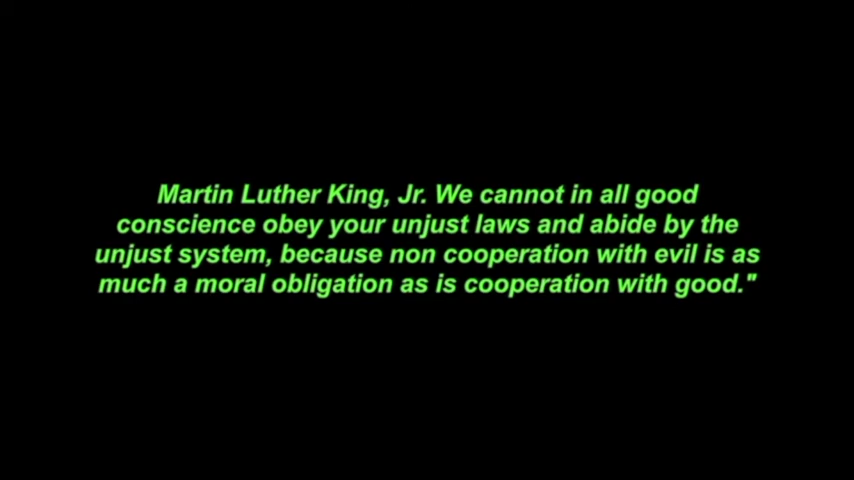 Martin Luther King, Jr. We cannot in all good
conscience obey your unjust laws and abide by the
unjust system, because non cooperation with evil is as
much a moral obligation as is cooperation with good."